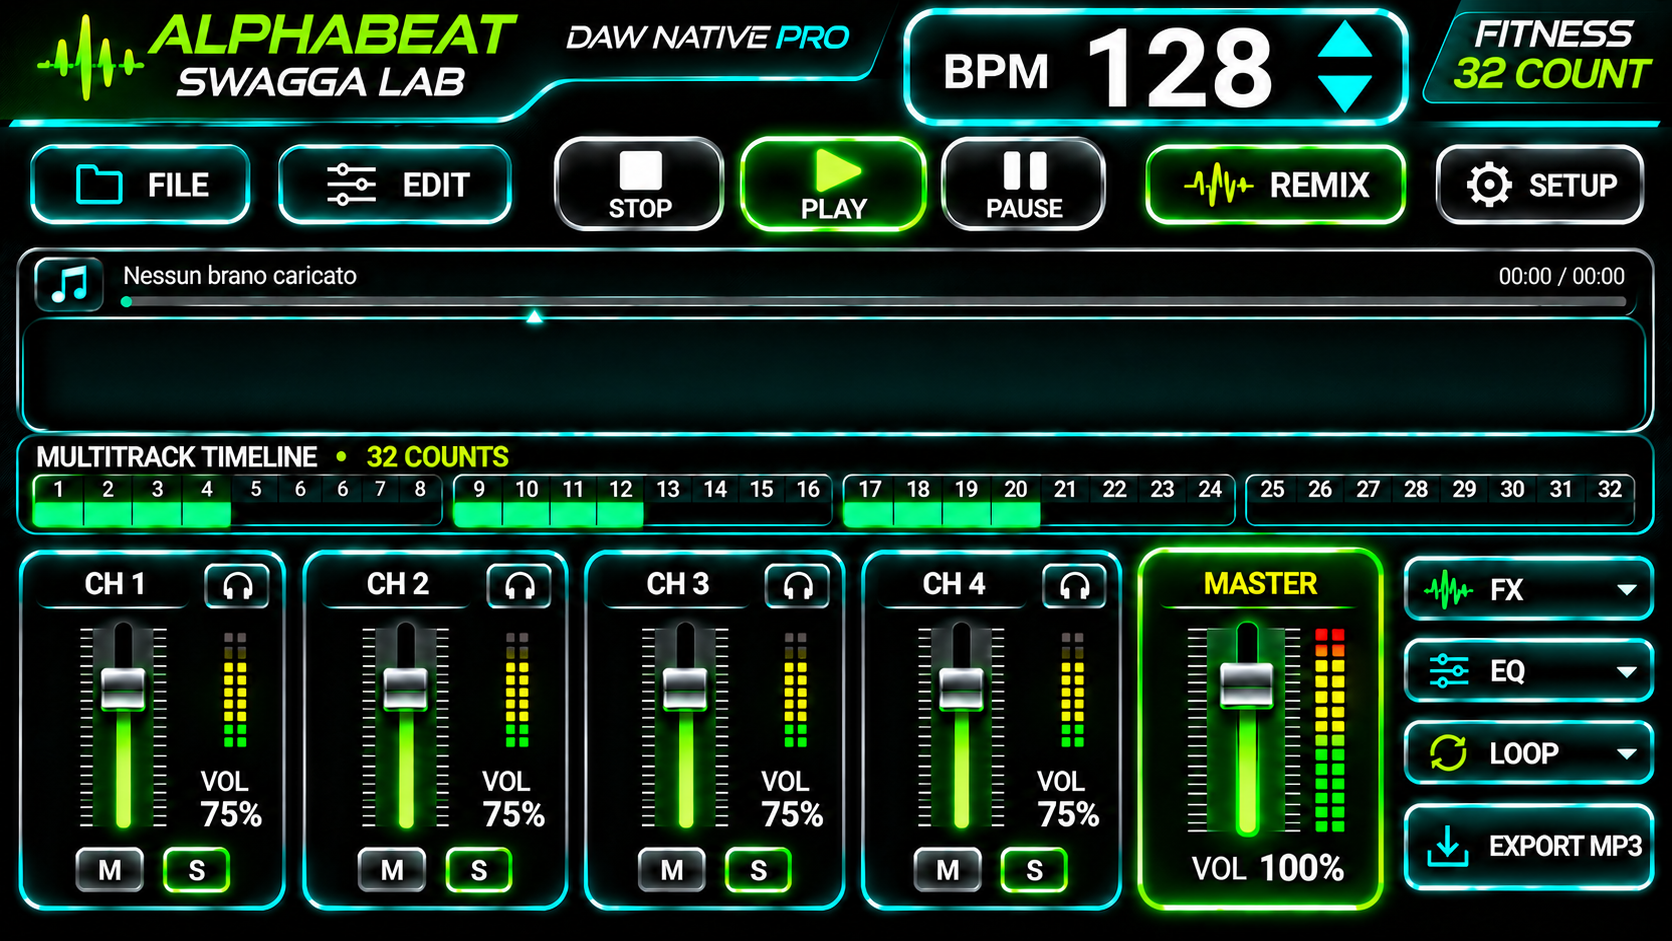 ALPHABEAT
SWAGGA LAB
DAW NATIVE PRO
BPM 128
FITNESS
32 COUNT
FILE
EDIT
STOP
PLAY
PAUSE
REMIX
SETUP
Nessun brano caricato
00:00 / 00:00
MULTITRACK TIMELINE • 32 COUNTS
1 2 3 4 5 6 6 7 8 9 10 11 12 13 14 15 16 17 18 19 20 21 22 23 24 25 26 27 28 29 30 31 32
CH 1
VOL
75%
M S
CH 2
VOL
75%
M S
CH 3
VOL
75%
M S
CH 4
VOL
75%
M S
MASTER
VOL 100%
FX
EQ
LOOP
EXPORT MP3